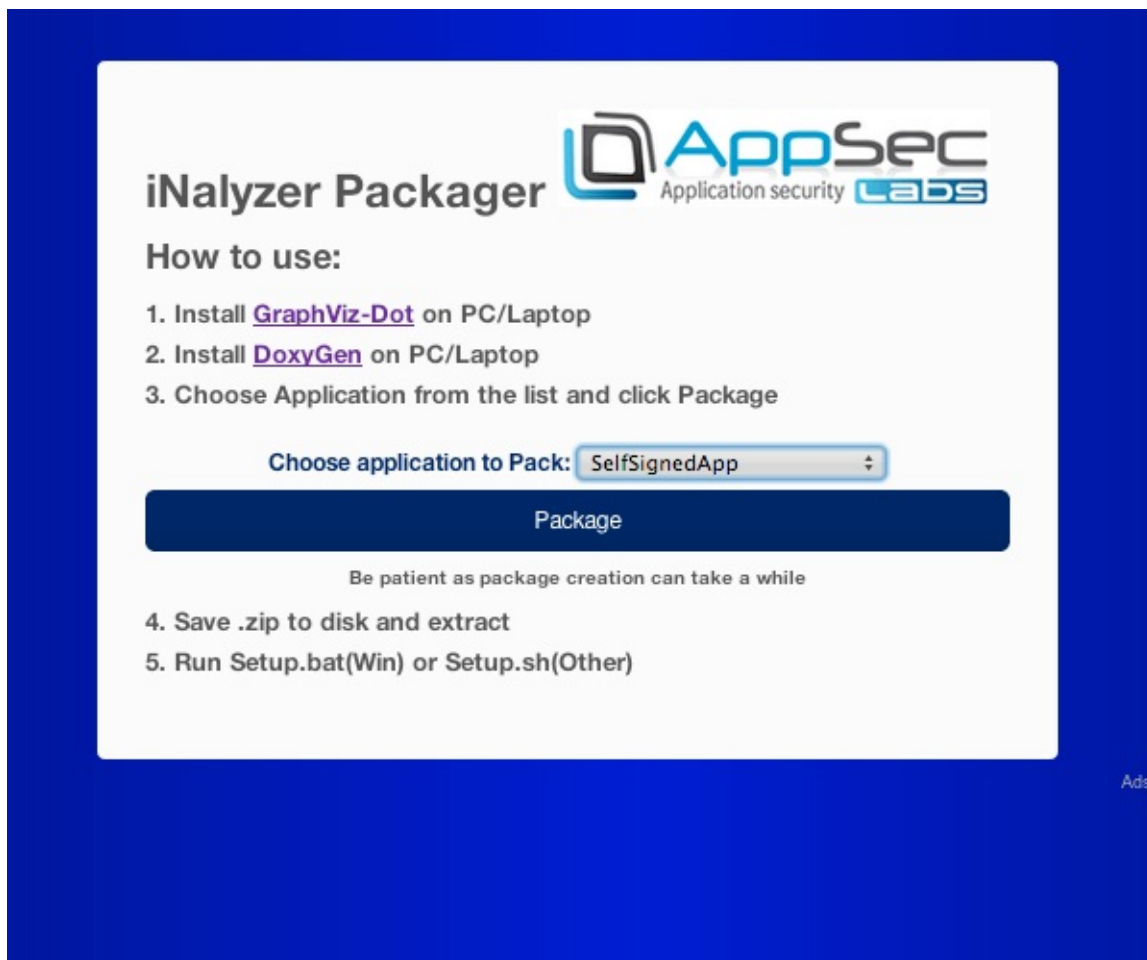 AppSec
iNalyzer Packager
Application security Labs
How to use:
1. Install GraphViz-Dot on PC/Laptop
2. Install DoxyGen on PC/Laptop
3. Choose Application from the list and click Package
Choose application to Pack: SelfSignedApp
Package
Be patient as package creation can take a while
4. Save .zip to disk and extract
5. Run Setup.bat(Win) or Setup.sh(Other)
Ads